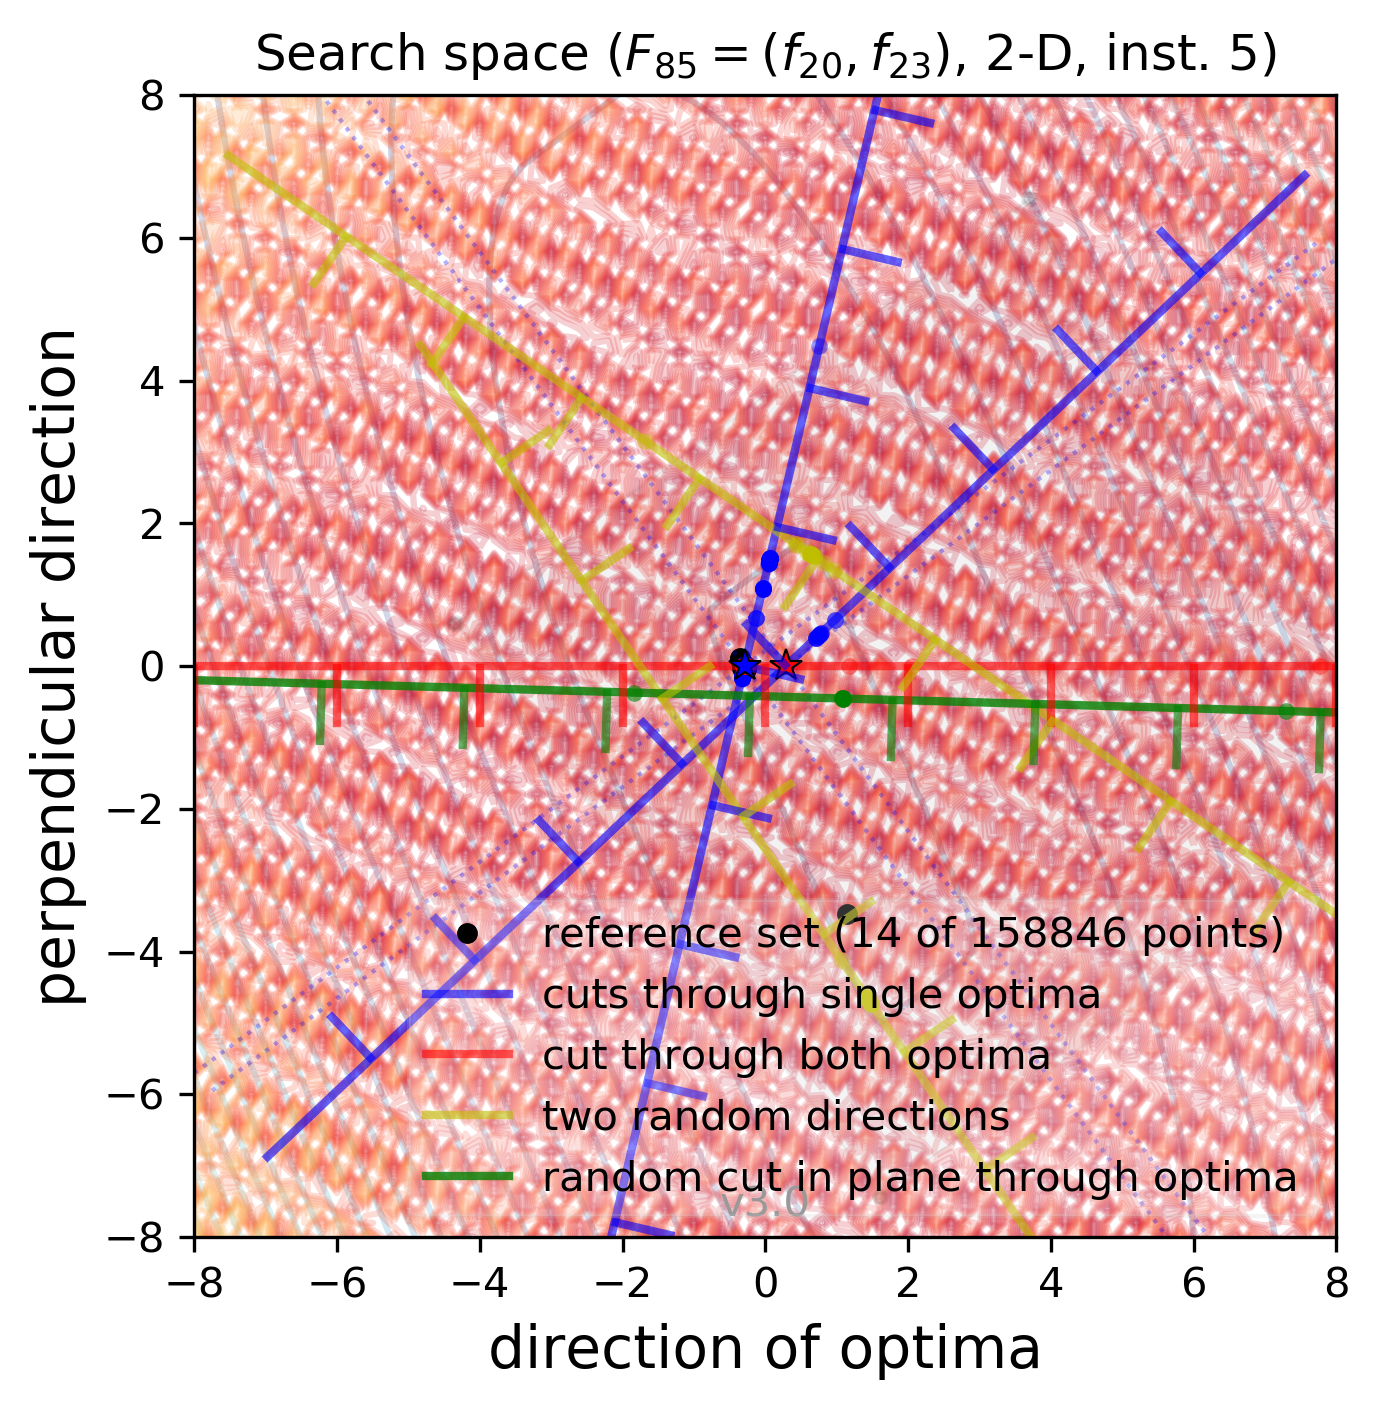 Search space (F₈₅ = (f₂₀, f₂₃), 2-D, inst. 5)
8
6
4
2
0
−2
−4
−6
−8
perpendicular direction
reference set (14 of 158846 points)
cuts through single optima
cut through both optima
two random directions
random cut in plane through optima
v3.0
−8 −6 −4 −2 0 2 4 6 8
direction of optima